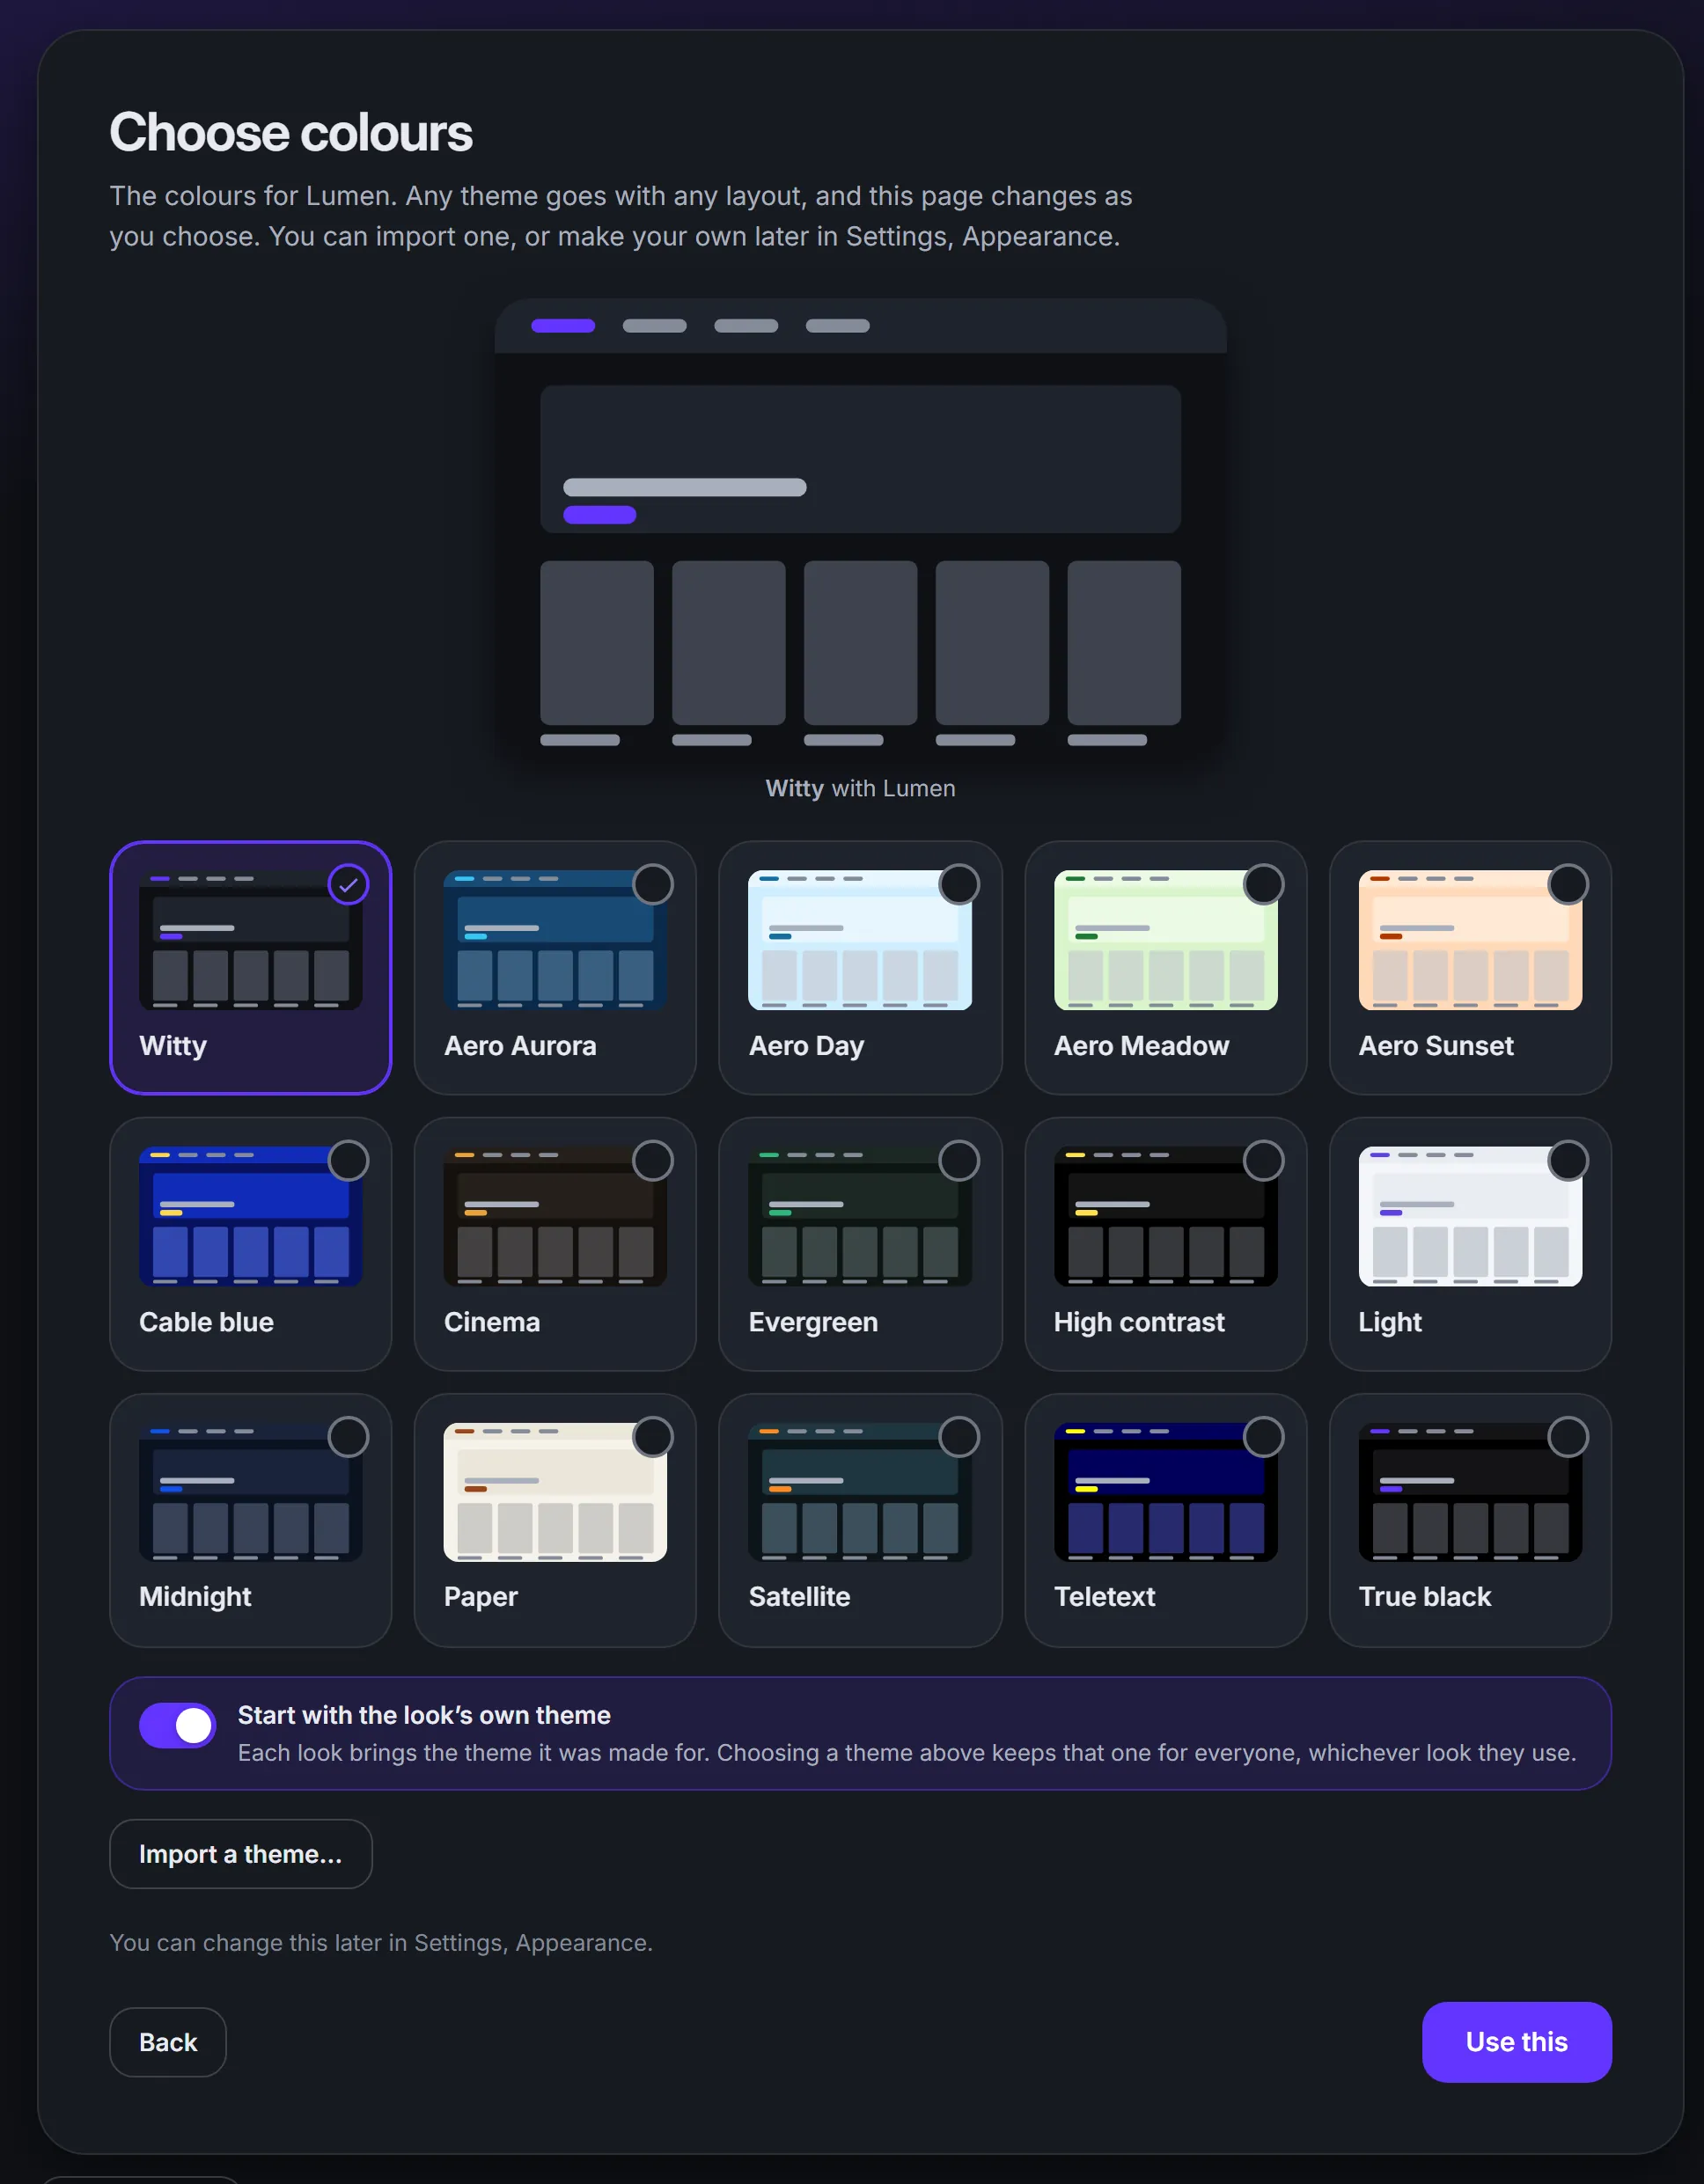 Choose colours
The colours for Lumen. Any theme goes with any layout, and this page changes as
you choose. You can import one, or make your own later in Settings, Appearance.
Witty with Lumen
Witty
Aero Aurora
Aero Day
Aero Meadow
Aero Sunset
Cable blue
Cinema
Evergreen
High contrast
Light
Midnight
Paper
Satellite
Teletext
True black
Start with the look’s own theme
Each look brings the theme it was made for. Choosing a theme above keeps that one for everyone, whichever look they use.
Import a theme...
You can change this later in Settings, Appearance.
Back
Use this